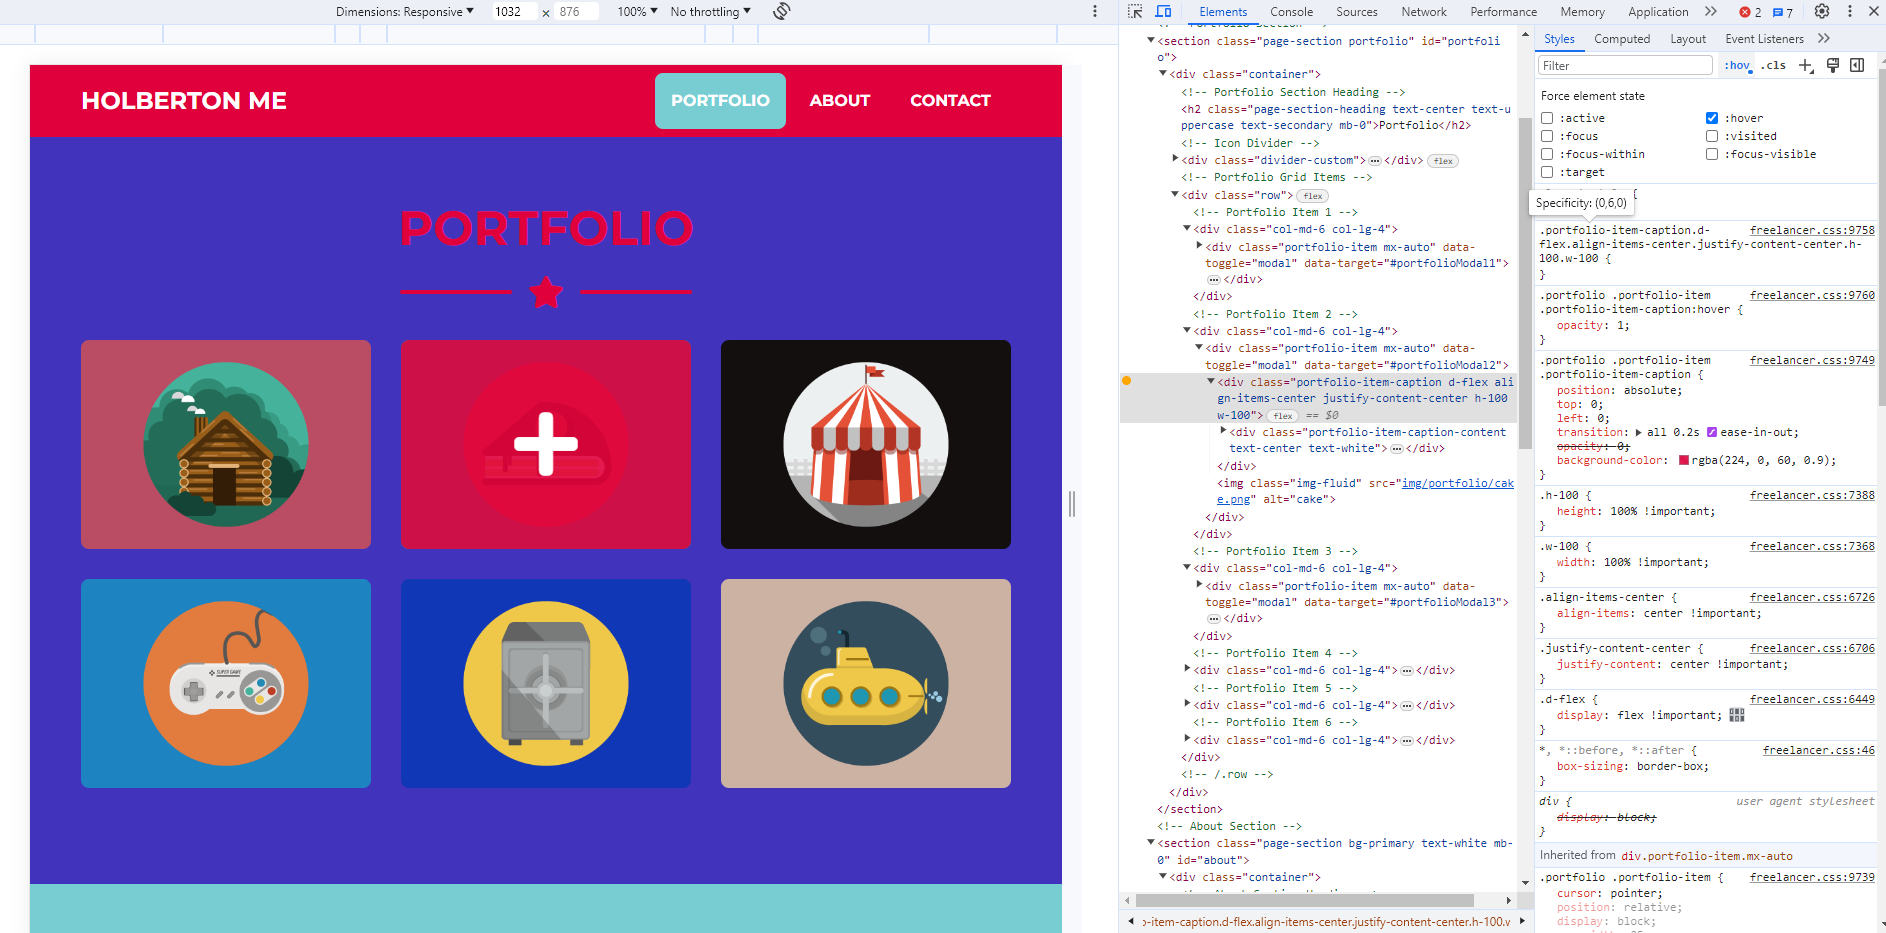 Dimensions: Responsive ▼ 1032 × 876 100% ▼ No throttling ▼
HOLBERTON ME
PORTFOLIO ABOUT CONTACT
PORTFOLIO
SUPER GAME
Elements Console Sources Network Performance Memory Application 2 7
<section class="page-section portfolio" id="portfoli
o">
<div class="container">
<!-- Portfolio Section Heading -->
<h2 class="page-section-heading text-center text-u
ppercase text-secondary mb-0">Portfolio</h2>
<!-- Icon Divider -->
<div class="divider-custom">…</div> flex
<!-- Portfolio Grid Items -->
<div class="row"> flex
<!-- Portfolio Item 1 -->
<div class="col-md-6 col-lg-4">
<div class="portfolio-item mx-auto" data-
toggle="modal" data-target="#portfolioModal1">
…</div>
</div>
<!-- Portfolio Item 2 -->
<div class="col-md-6 col-lg-4">
<div class="portfolio-item mx-auto" data-
toggle="modal" data-target="#portfolioModal2">
<div class="portfolio-item-caption d-flex ali
gn-items-center justify-content-center h-100
w-100"> flex == $0
<div class="portfolio-item-caption-content
text-center text-white">…</div>
</div>
<img class="img-fluid" src="img/portfolio/cak
e.png" alt="cake">
</div>
</div>
<!-- Portfolio Item 3 -->
<div class="col-md-6 col-lg-4">
<div class="portfolio-item mx-auto" data-
toggle="modal" data-target="#portfolioModal3">
…</div>
</div>
<!-- Portfolio Item 4 -->
<div class="col-md-6 col-lg-4">…</div>
<!-- Portfolio Item 5 -->
<div class="col-md-6 col-lg-4">…</div>
<!-- Portfolio Item 6 -->
<div class="col-md-6 col-lg-4">…</div>
</div>
<!-- /.row -->
</div>
</section>
<!-- About Section -->
<section class="page-section bg-primary text-white mb-
0" id="about">
<div class="container">
o-item-caption.d-flex.align-items-center.justify-content-center.h-100.w
Styles Computed Layout Event Listeners
Filter :hov .cls
Force element state
:active :hover
:focus :visited
:focus-within :focus-visible
:target
Specificity: (0,6,0)
.portfolio-item-caption.d- freelancer.css:9758
flex.align-items-center.justify-content-center.h-
100.w-100 {
}
.portfolio .portfolio-item freelancer.css:9760
.portfolio-item-caption:hover {
opacity: 1;
}
.portfolio .portfolio-item freelancer.css:9749
.portfolio-item-caption {
position: absolute;
top: 0;
left: 0;
transition: all 0.2s ease-in-out;
opacity: 0;
background-color: rgba(224, 0, 60, 0.9);
}
.h-100 { freelancer.css:7388
height: 100% !important;
}
.w-100 { freelancer.css:7368
width: 100% !important;
}
.align-items-center { freelancer.css:6726
align-items: center !important;
}
.justify-content-center { freelancer.css:6706
justify-content: center !important;
}
.d-flex { freelancer.css:6449
display: flex !important;
}
*, *::before, *::after { freelancer.css:46
box-sizing: border-box;
}
div { user agent stylesheet
display: block;
}
Inherited from div.portfolio-item.mx-auto
.portfolio .portfolio-item { freelancer.css:9739
cursor: pointer;
position: relative;
display: block;